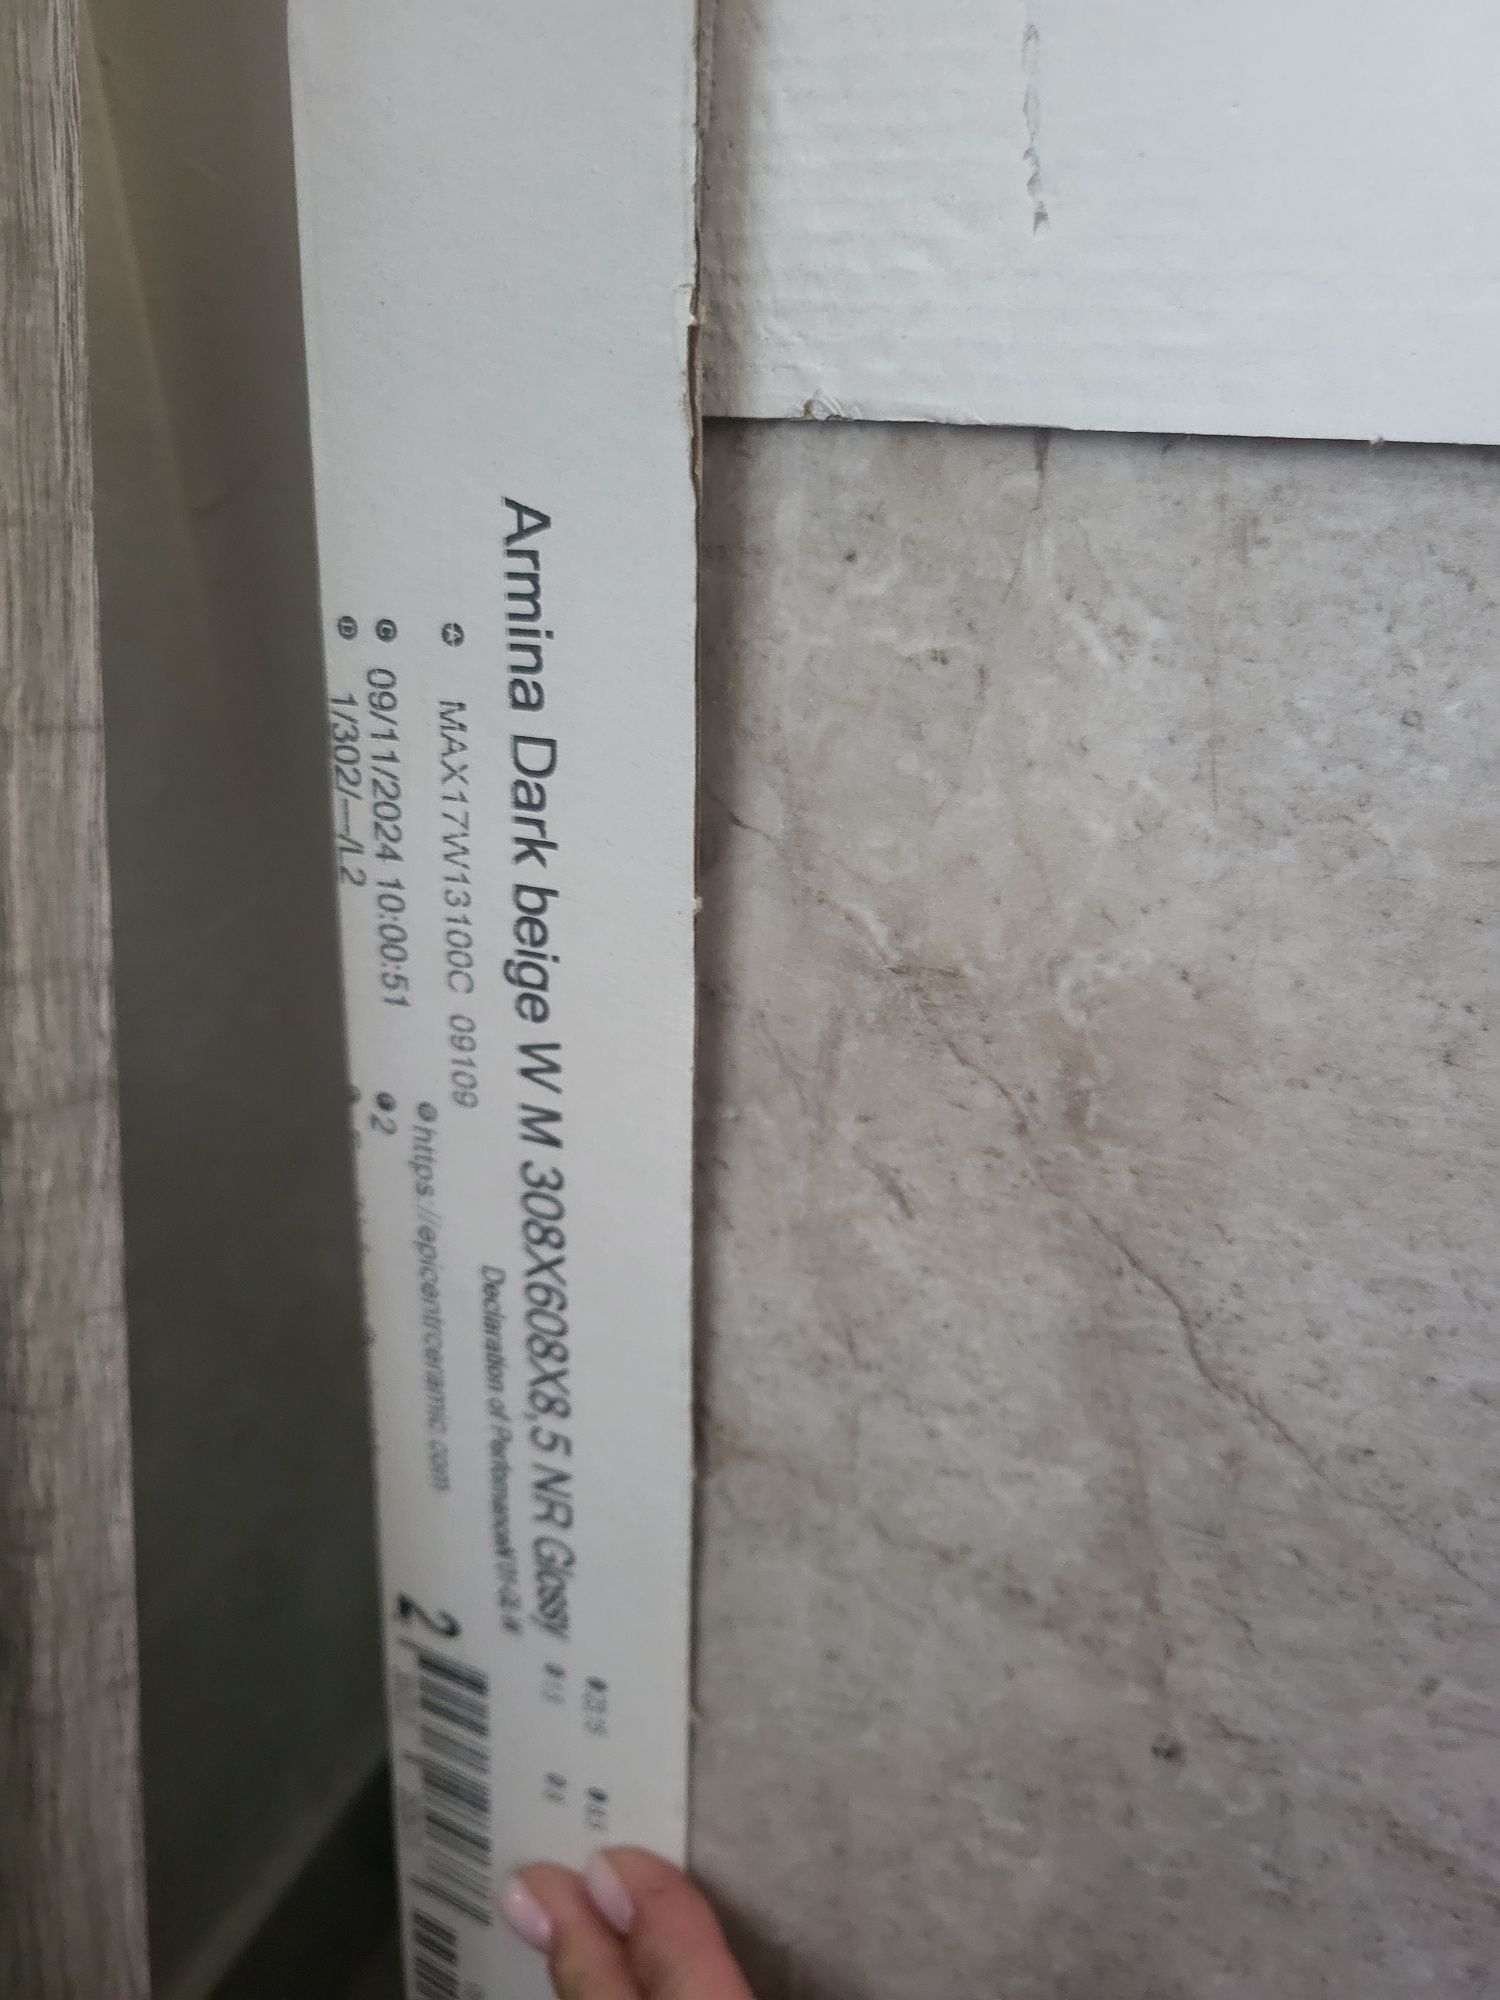 Armina Dark beige W M 308X608X8,5 NR Glossy
Declaration of
MAX17W13100C 09109
https://epicentrceramic.com
09/11/2024 10:00:51
2
1/302/—/L2
2